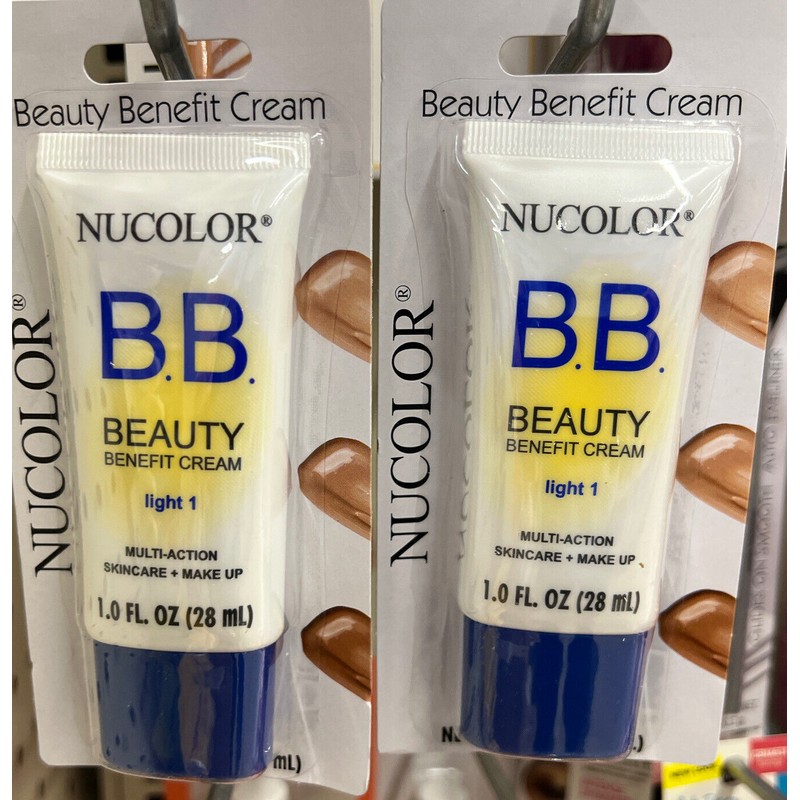 Beauty Benefit Cream
NUCOLOR®
NUCOLOR®
B.B.
BEAUTY
BENEFIT CREAM
light 1
MULTI-ACTION
SKINCARE + MAKE UP
1.0 FL. OZ (28 mL)
mL)
Beauty Benefit Cream
NUCOLOR®
NUCOLOR®
B.B.
BEAUTY
BENEFIT CREAM
light 1
MULTI-ACTION
SKINCARE + MAKE UP
1.0 FL. OZ (28 mL)